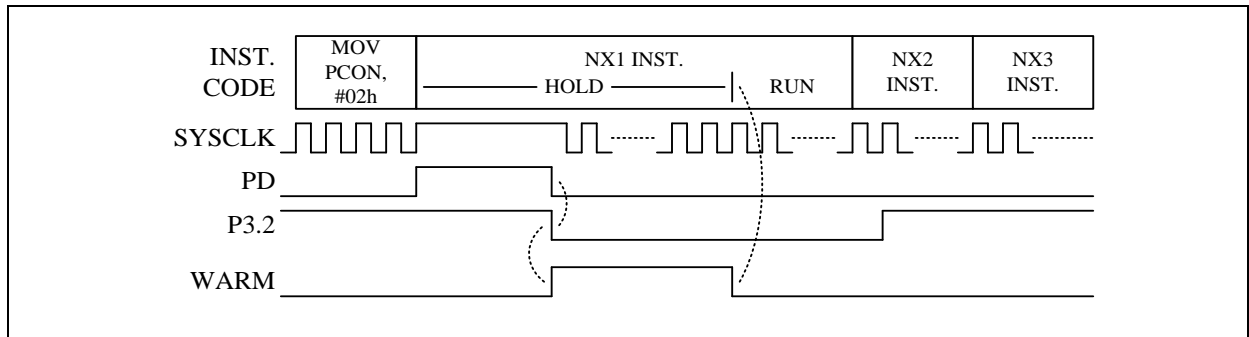 INST.
CODE
MOV
PCON,
#02h
NX1 INST.
HOLD
RUN
NX2
INST.
NX3
INST.
SYSCLK
PD
P3.2
WARM